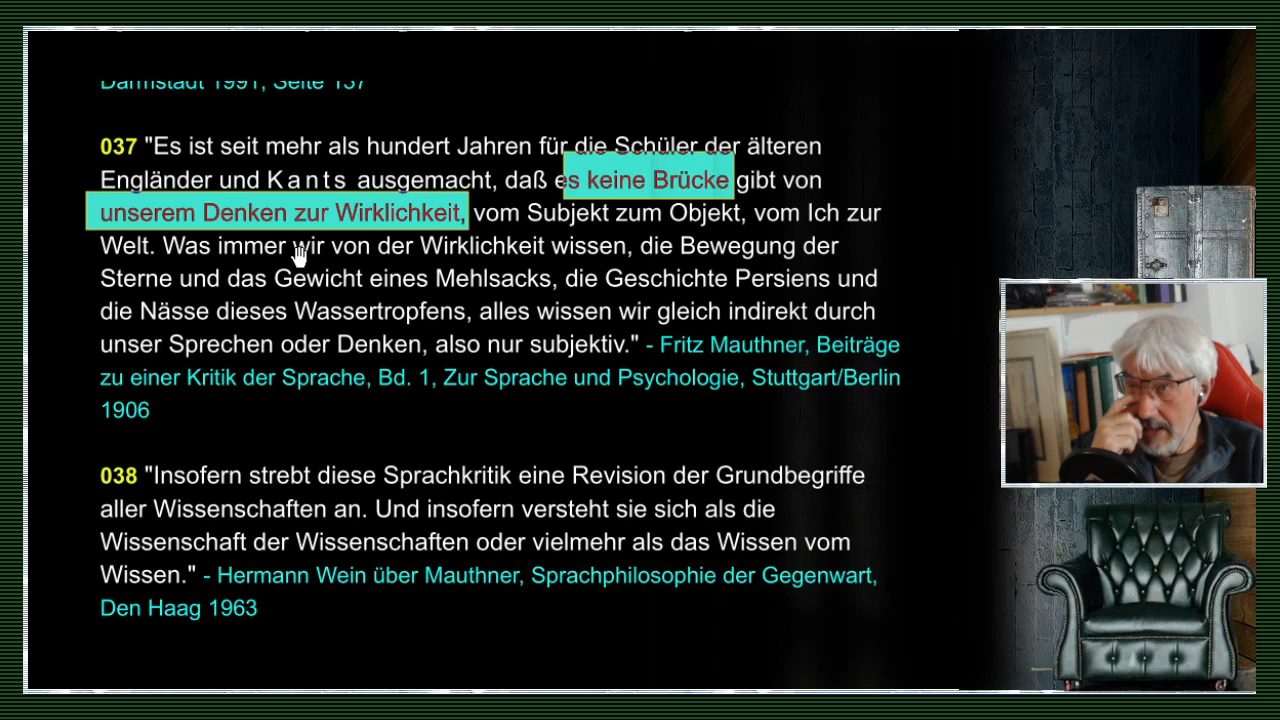 Darmstadt 1991, Seite 137
037 "Es ist seit mehr als hundert Jahren für die Schüler der älteren
Engländer und Kants ausgemacht, daß es keine Brücke gibt von
unserem Denken zur Wirklichkeit, vom Subjekt zum Objekt, vom Ich zur
Welt. Was immer wir von der Wirklichkeit wissen, die Bewegung der
Sterne und das Gewicht eines Mehlsacks, die Geschichte Persiens und
die Nässe dieses Wassertropfens, alles wissen wir gleich indirekt durch
unser Sprechen oder Denken, also nur subjektiv." - Fritz Mauthner, Beiträge
zu einer Kritik der Sprache, Bd. 1, Zur Sprache und Psychologie, Stuttgart/Berlin
1906
038 "Insofern strebt diese Sprachkritik eine Revision der Grundbegriffe
aller Wissenschaften an. Und insofern versteht sie sich als die
Wissenschaft der Wissenschaften oder vielmehr als das Wissen vom
Wissen." - Hermann Wein über Mauthner, Sprachphilosophie der Gegenwart,
Den Haag 1963